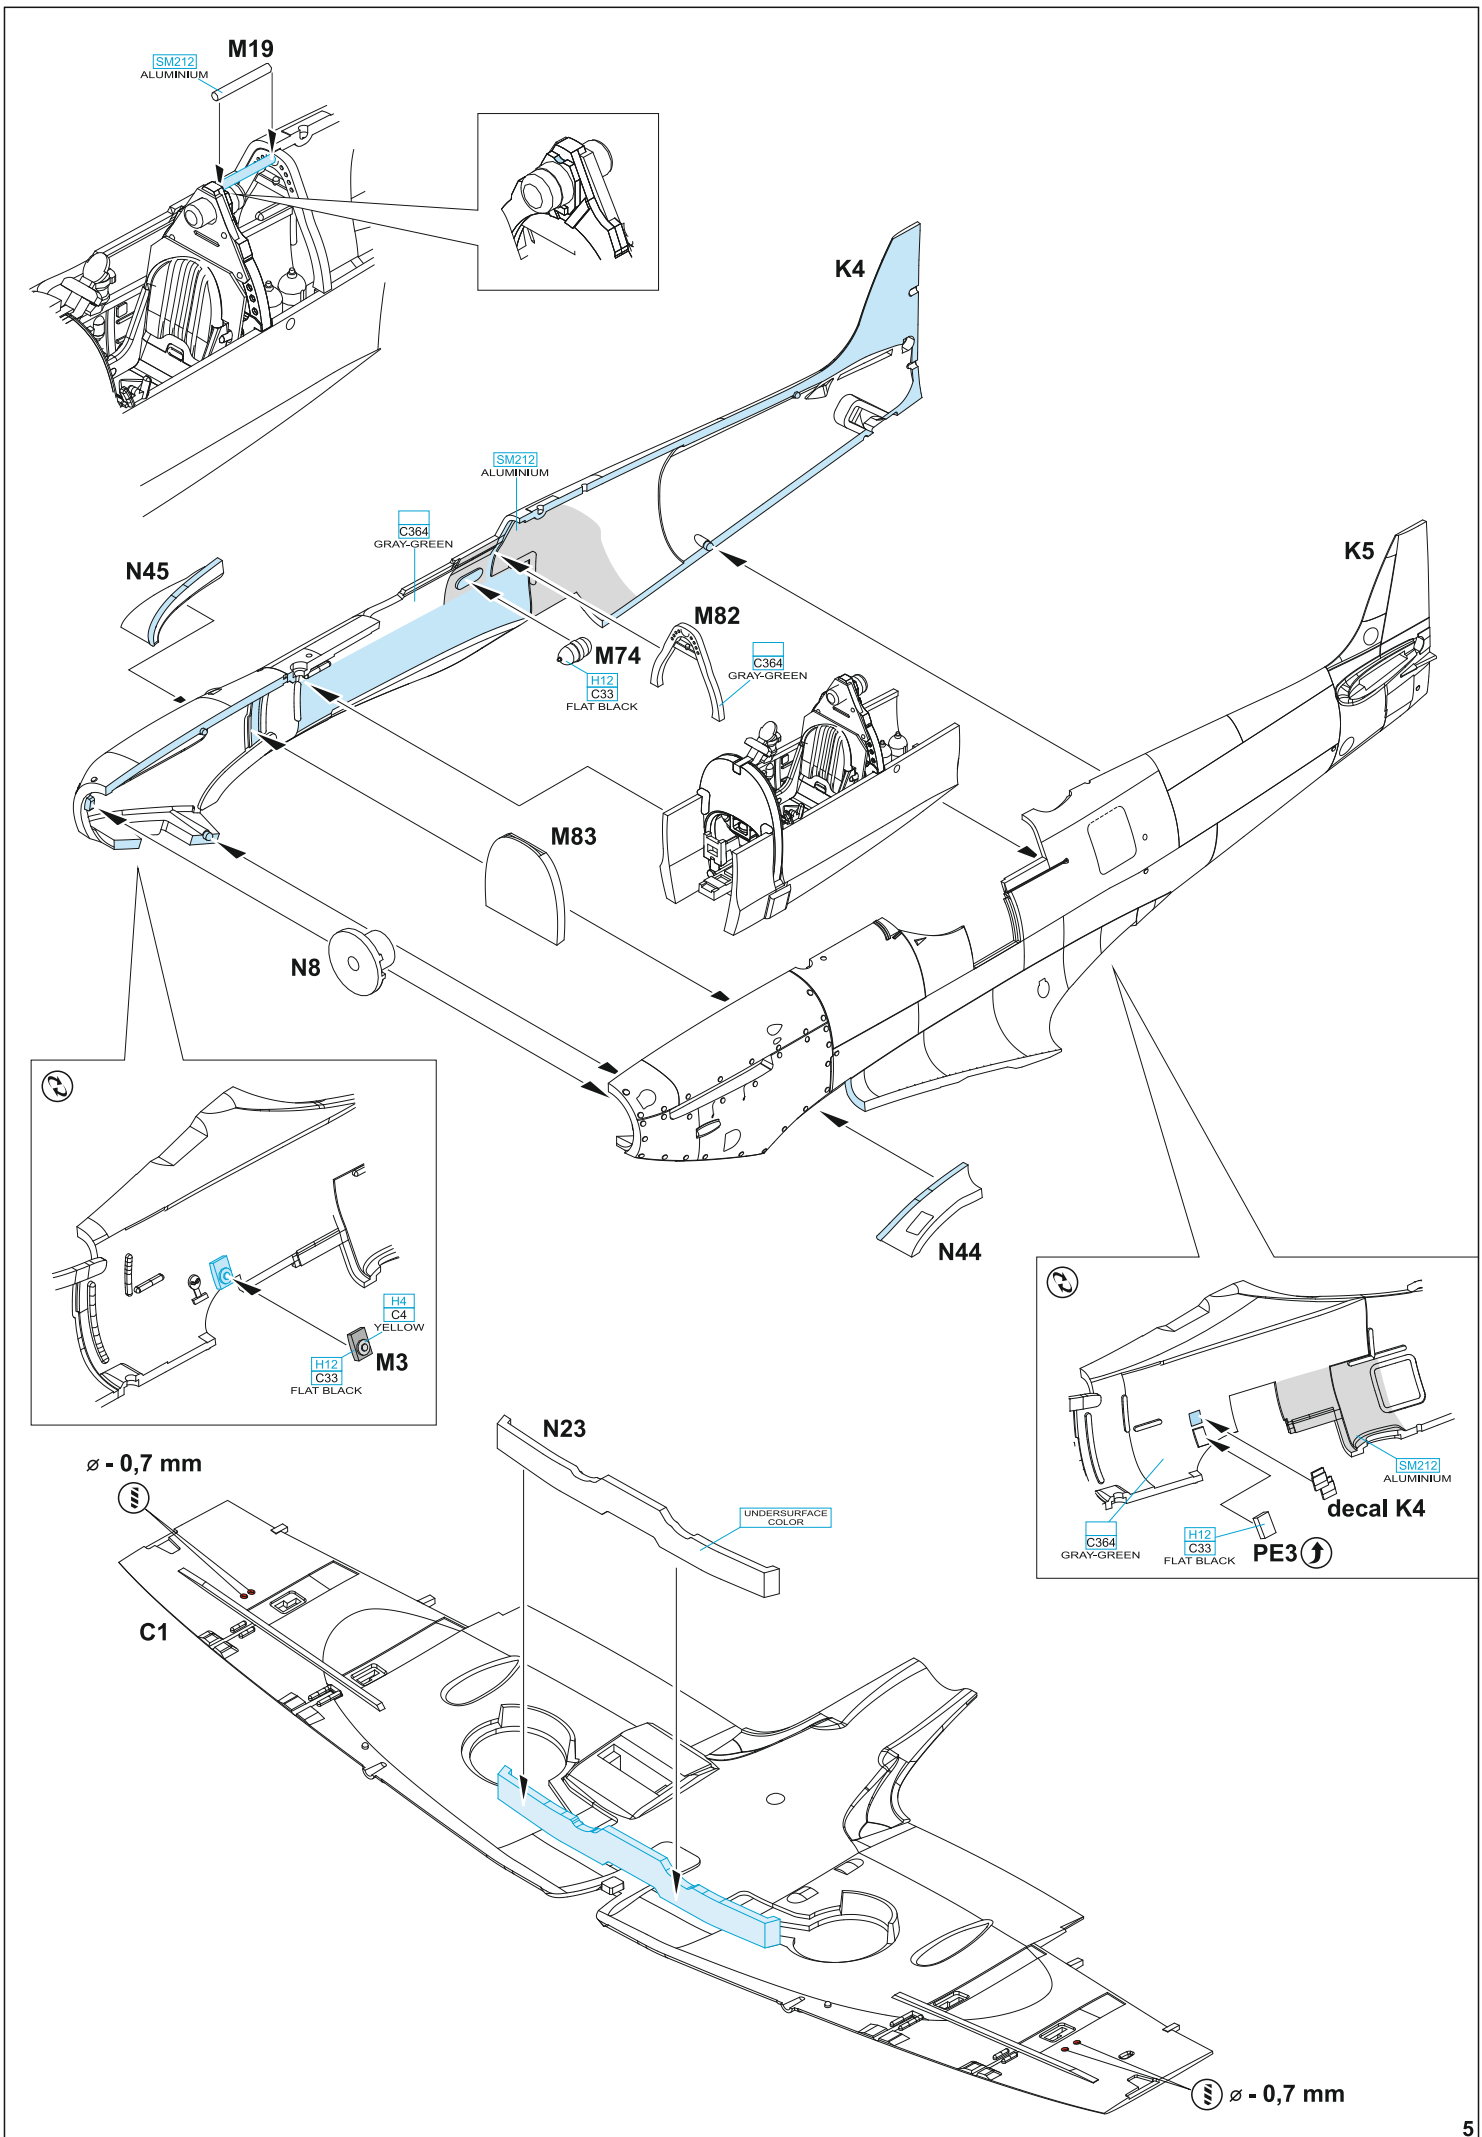 M19
SM212
ALUMINIUM
K4
SM212
ALUMINIUM
C364
GRAY-GREEN
K5
N45
M82
M74
C364
GRAY-GREEN
H12
C33
FLAT BLACK
M83
N8
N44
H4
C4
YELLOW
M3
H12
C33
FLAT BLACK
N23
SM212
ALUMINIUM
decal K4
C364
GRAY-GREEN
H12
C33
FLAT BLACK
PE3
⌀ - 0,7 mm
UNDERSURFACE
COLOR
C1
⌀ - 0,7 mm
5